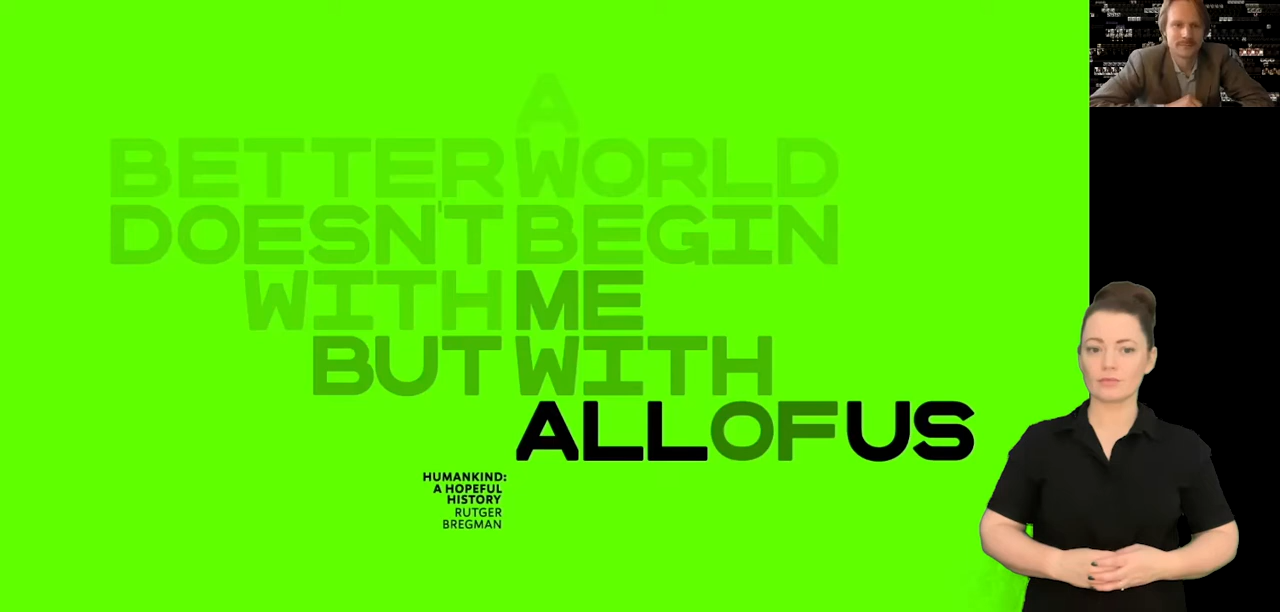 A
BETTER WORLD
DOESN'T BEGIN
WITH ME
BUT WITH
ALL OF US
HUMANKIND:
A HOPEFUL
HISTORY
RUTGER
BREGMAN